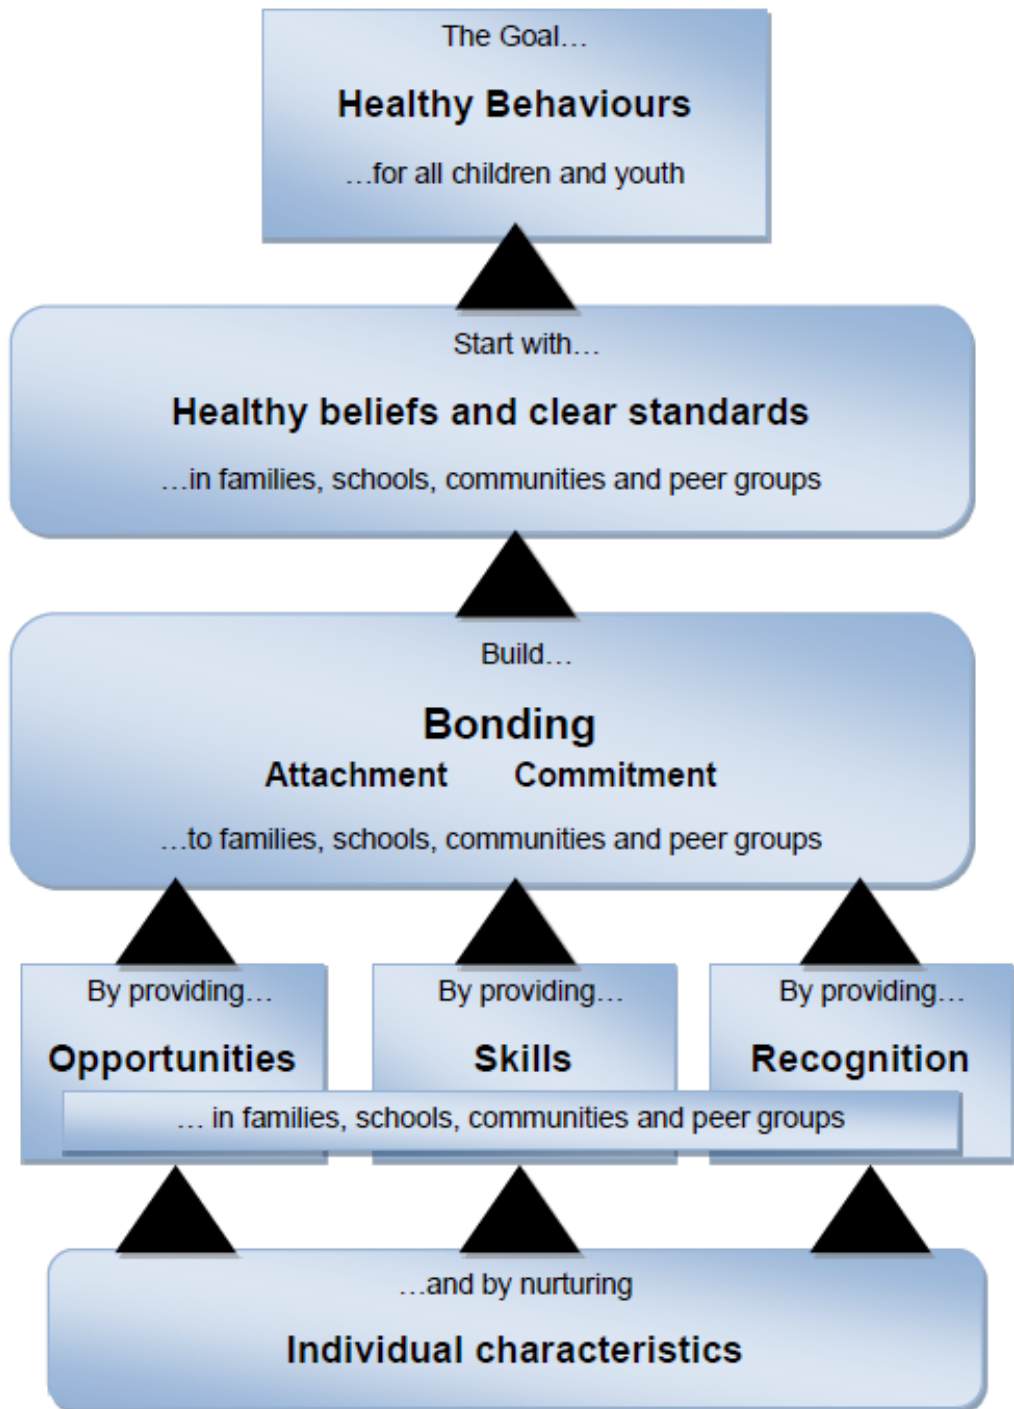 The Goal…
Healthy Behaviours
…for all children and youth
Start with…
Healthy beliefs and clear standards
…in families, schools, communities and peer groups
Build…
Bonding
Attachment Commitment
…to families, schools, communities and peer groups
By providing…
Opportunities
By providing…
Skills
By providing…
Recognition
… in families, schools, communities and peer groups
…and by nurturing
Individual characteristics